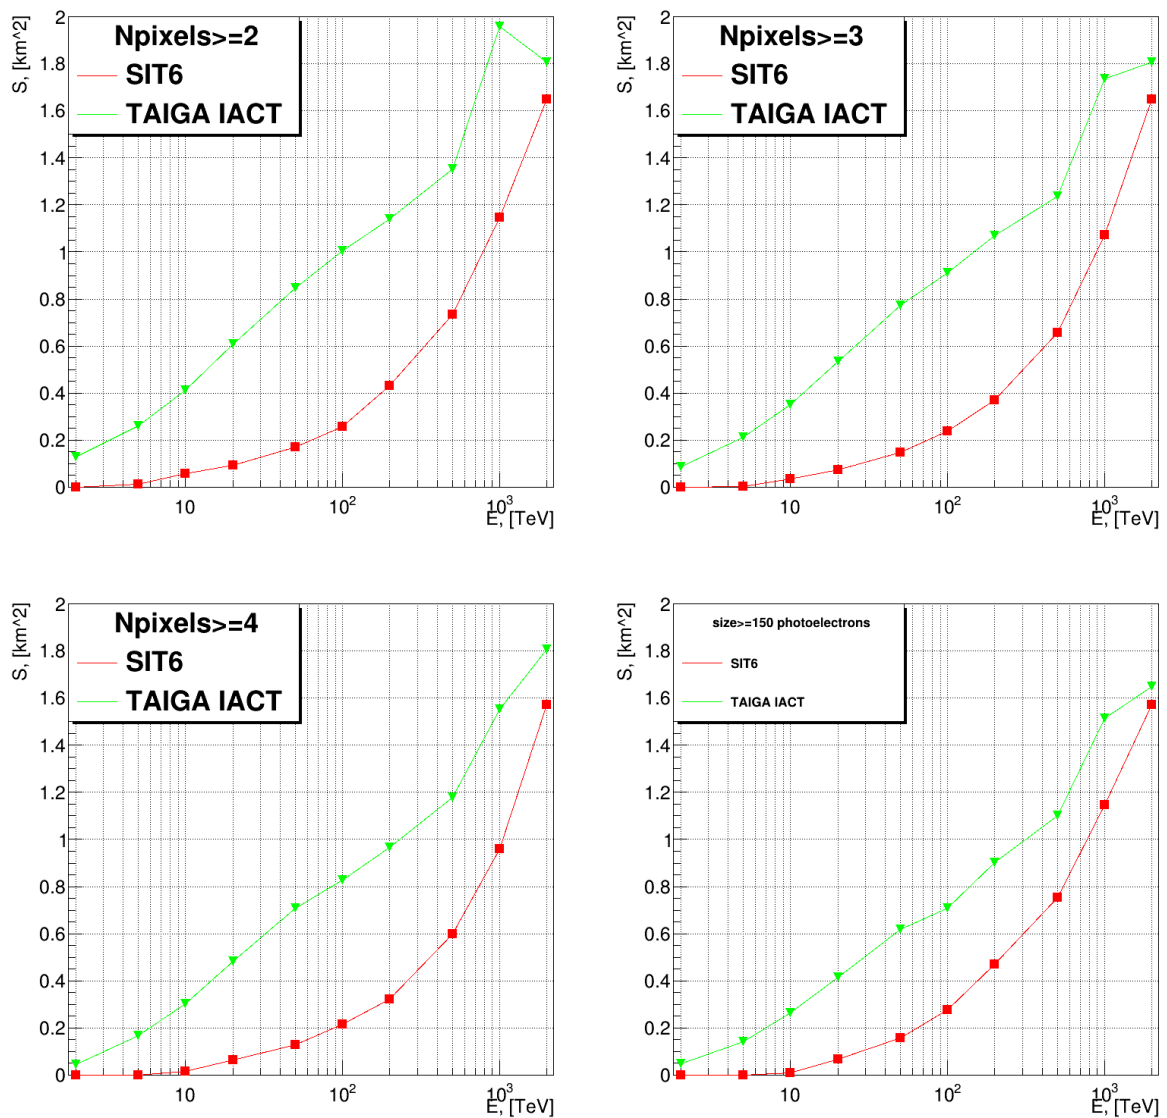 S, [km^2]
2
1.8
1.6
1.4
1.2
1
0.8
0.6
0.4
0.2
0
Npixels>=2
SIT6
TAIGA IACT
10
10^2
10^3
E, [TeV]
S, [km^2]
2
1.8
1.6
1.4
1.2
1
0.8
0.6
0.4
0.2
0
Npixels>=3
SIT6
TAIGA IACT
10
10^2
10^3
E, [TeV]
S, [km^2]
2
1.8
1.6
1.4
1.2
1
0.8
0.6
0.4
0.2
0
Npixels>=4
SIT6
TAIGA IACT
10
10^2
10^3
E, [TeV]
S, [km^2]
2
1.8
1.6
1.4
1.2
1
0.8
0.6
0.4
0.2
0
size>=150 photoelectrons
SIT6
TAIGA IACT
10
10^2
10^3
E, [TeV]